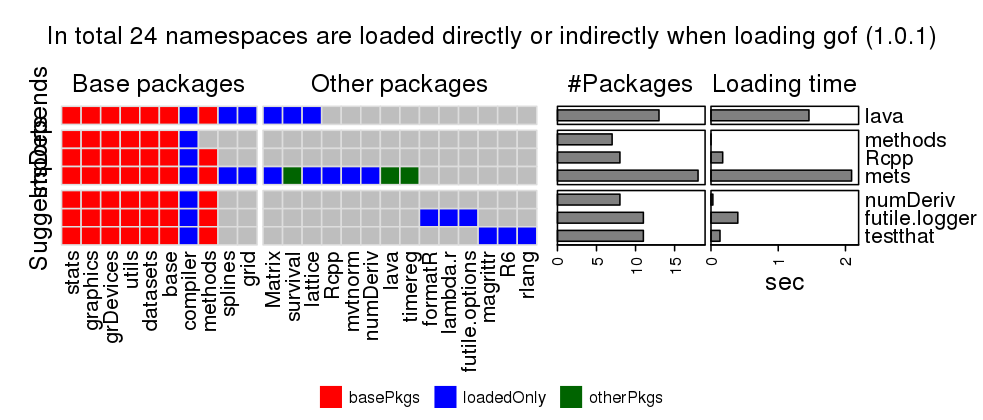 In total 24 namespaces are loaded directly or indirectly when loading gof (1.0.1)
Base packages
Other packages
#Packages
Loading time
Depends
Imports
Suggests
lava
methods
Rcpp
mets
numDeriv
futile.logger
testthat
stats
graphics
grDevices
utils
datasets
base
compiler
methods
splines
grid
Matrix
survival
lattice
Rcpp
mvtnorm
numDeriv
lava
timereg
formatR
lambda.r
futile.options
magrittr
R6
rlang
0 5 10 15
0 1 2
sec
basePkgs loadedOnly otherPkgs